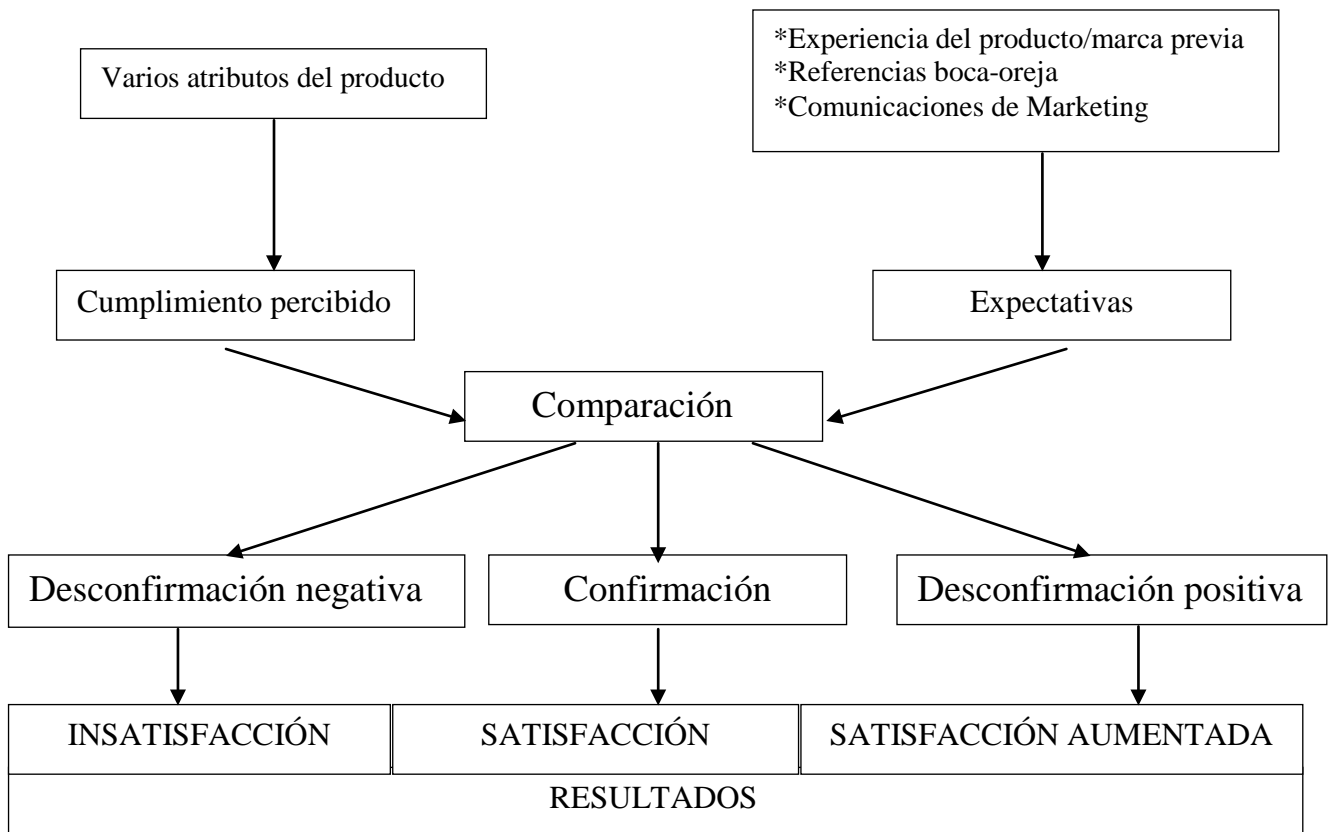 Varios atributos del producto
*Experiencia del producto/marca previa
*Referencias boca-oreja
*Comunicaciones de Marketing
Cumplimiento percibido
Expectativas
Comparación
Desconfirmación negativa
Confirmación
Desconfirmación positiva
INSATISFACCIÓN
SATISFACCIÓN
SATISFACCIÓN AUMENTADA
RESULTADOS